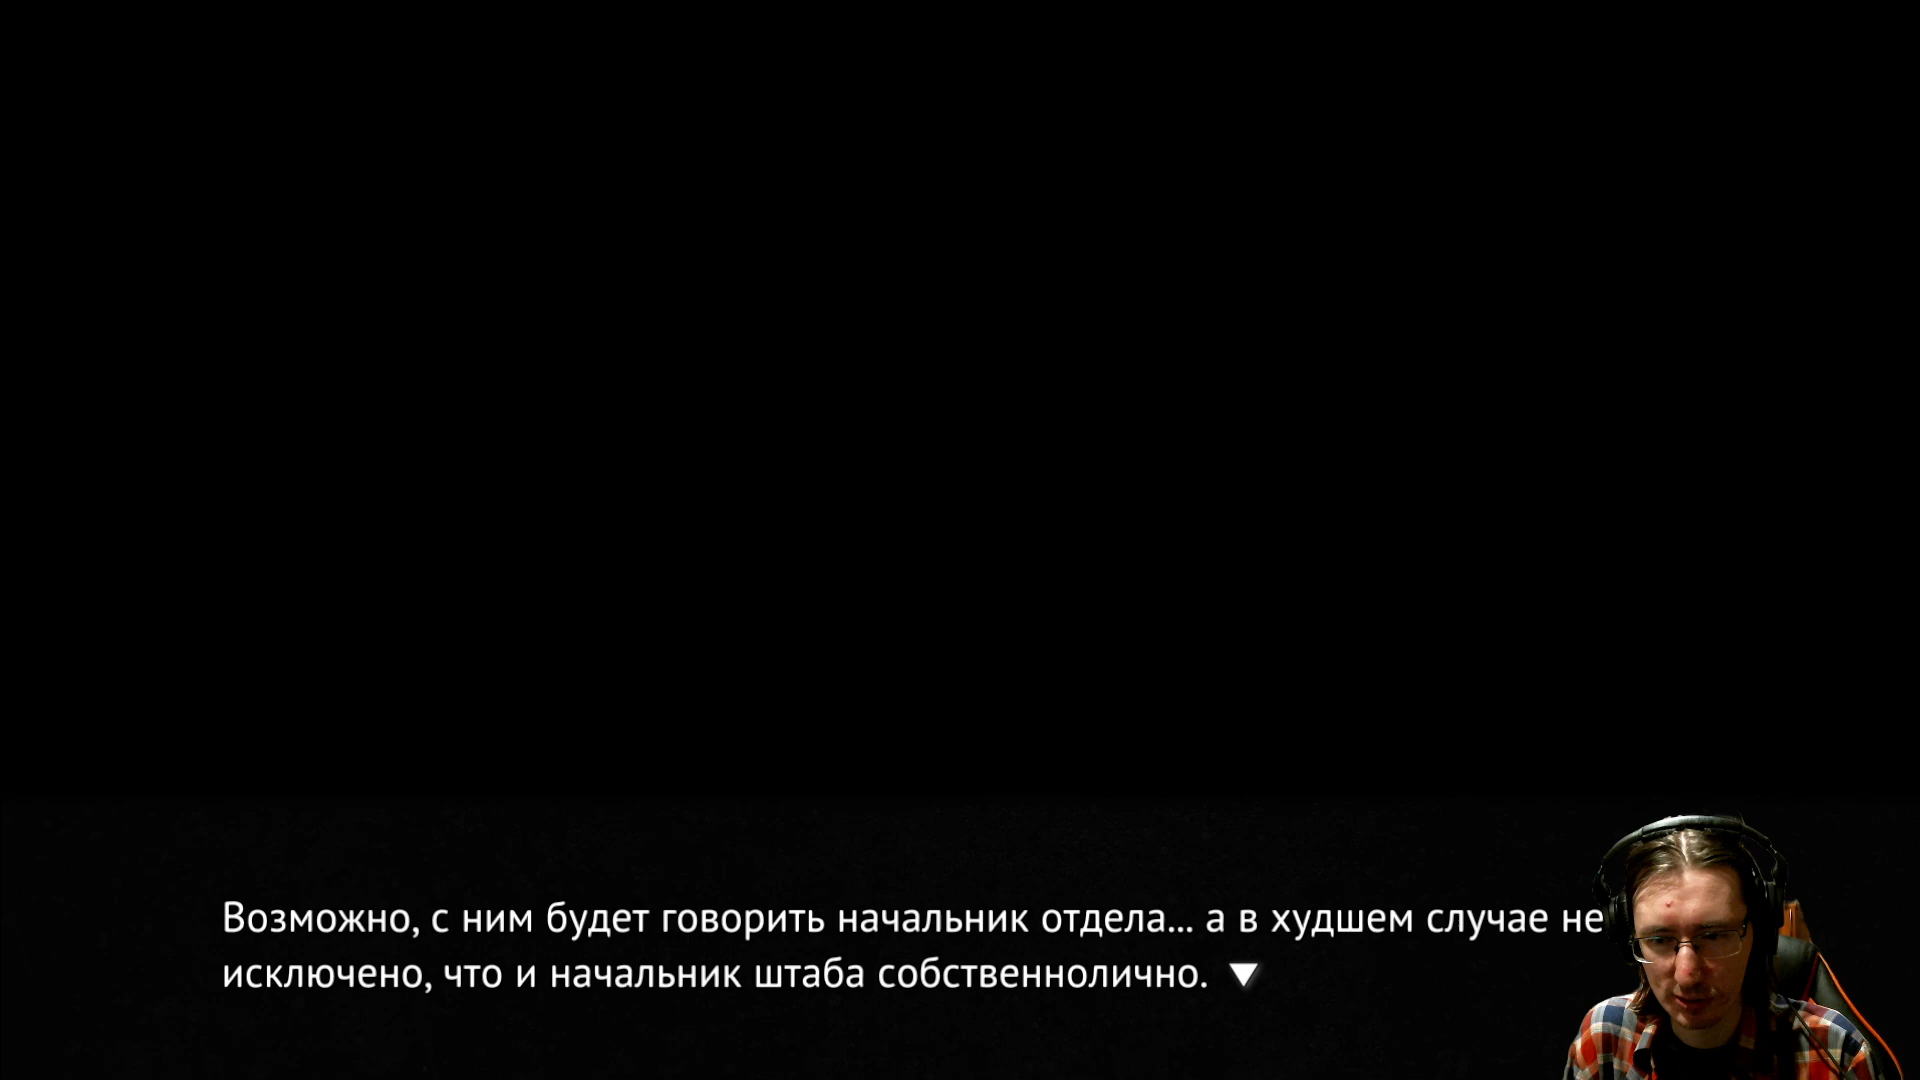 Возможно, с ним будет говорить начальник отдела... а в худшем случае не
исключено, что и начальник штаба собственнолично.